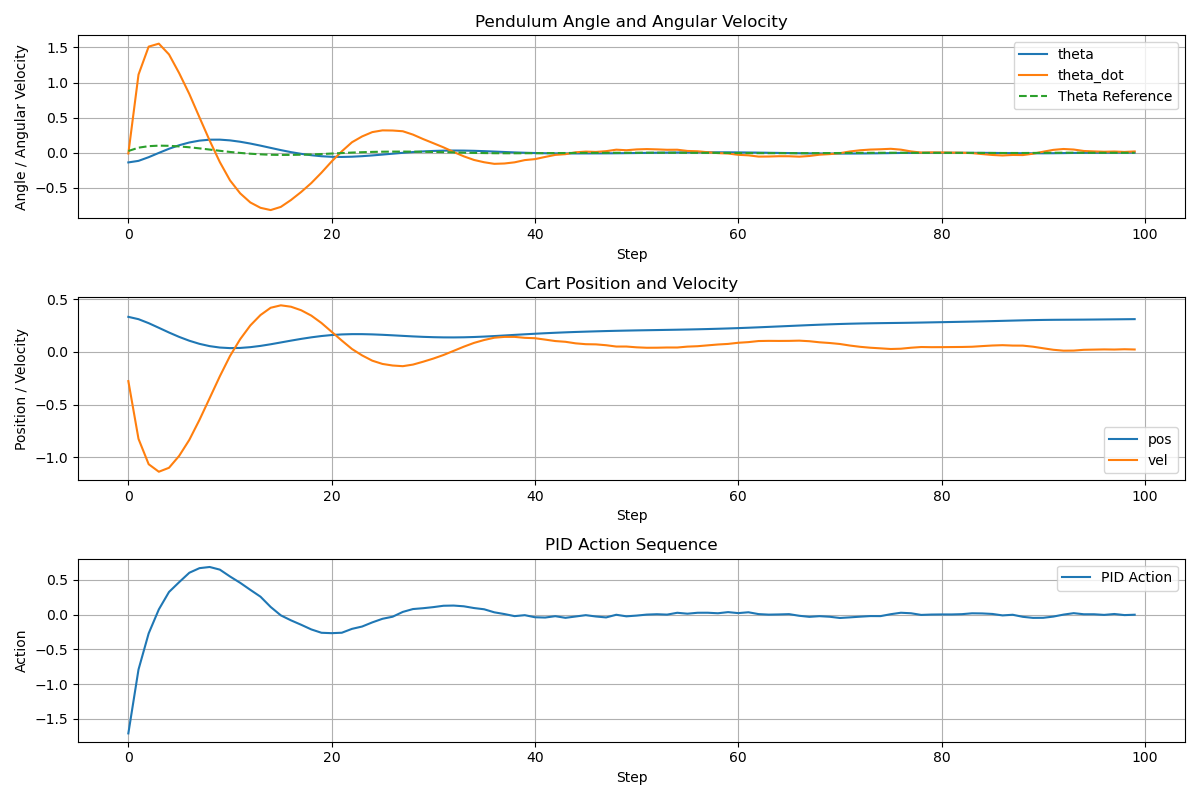 Pendulum Angle and Angular Velocity
Angle / Angular Velocity
1.5
1.0
0.5
0.0
−0.5
theta
theta_dot
Theta Reference
0 20 40 60 80 100
Step
Cart Position and Velocity
Position / Velocity
0.5
0.0
−0.5
−1.0
pos
vel
0 20 40 60 80 100
Step
PID Action Sequence
Action
0.5
0.0
−0.5
−1.0
−1.5
PID Action
0 20 40 60 80 100
Step